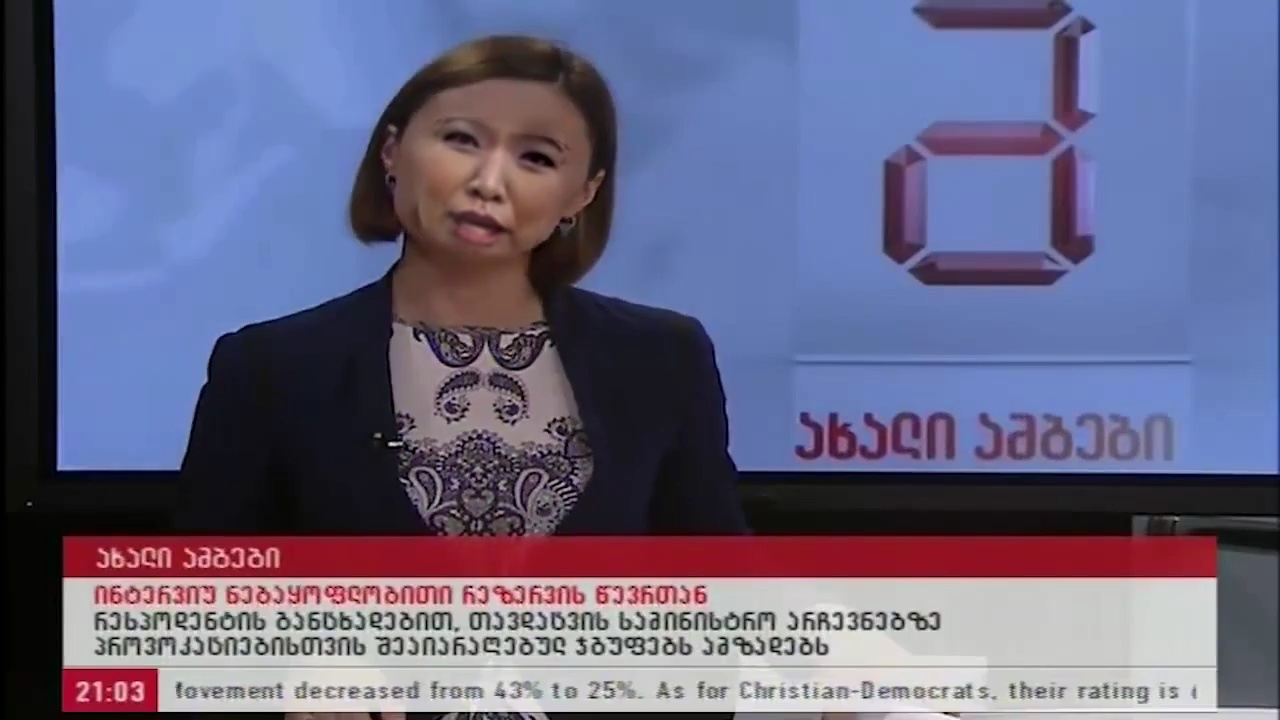 ახალი ამბები
ახალი ამბები
ინტერვიუ ნებაყოფლობითი რეზერვის წევრთან
რესპოდენტის განცხადებით, თავდაცვის სამინისტრო არჩევნებზე
პროვოკაციებისთვის შეაიარაღებულ ჯგუფებს ამზადებს
21:03 fovement decreased from 43% to 25%. As for Christian-Democrats, their rating is